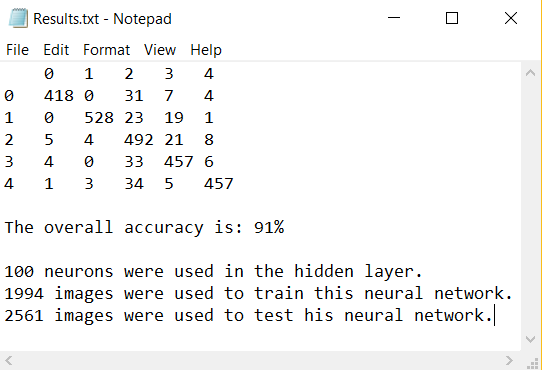 Results.txt - Notepad
File Edit Format View Help
0 1 2 3 4
0 418 0 31 7 4
1 0 528 23 19 1
2 5 4 492 21 8
3 4 0 33 457 6
4 1 3 34 5 457
The overall accuracy is: 91%
100 neurons were used in the hidden layer.
1994 images were used to train this neural network.
2561 images were used to test his neural network.